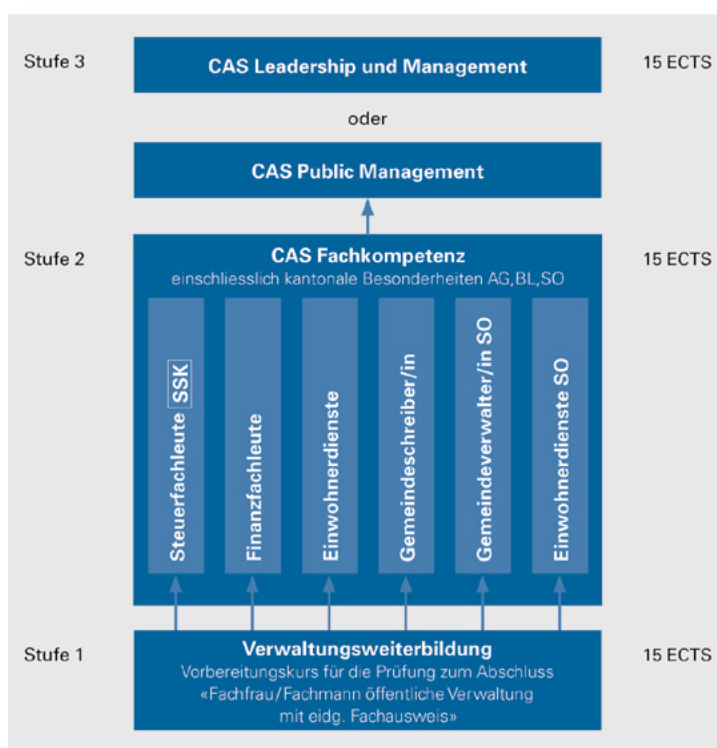 Stufe 3 CAS Leadership und Management 15 ECTS
oder
CAS Public Management
Stufe 2 CAS Fachkompetenz 15 ECTS
einschliesslich kantonale Besonderheiten AG,BL,SO
Steuerfachleute SSK
Finanzfachleute
Einwohnerdienste
Gemeindeschreiber/in
Gemeindeverwalter/in SO
Einwohnerdienste SO
Stufe 1 Verwaltungsweiterbildung 15 ECTS
Vorbereitungskurs für die Prüfung zum Abschluss
«Fachfrau/Fachmann öffentliche Verwaltung
mit eidg. Fachausweis»